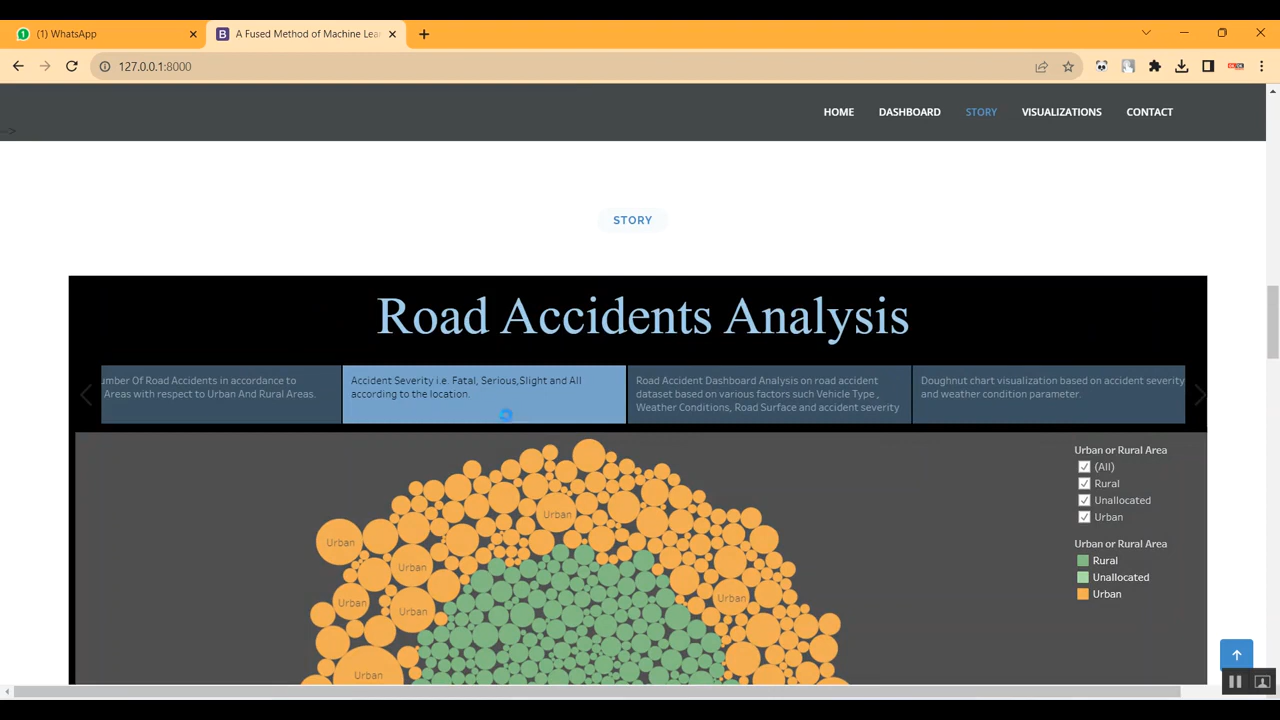 (1) WhatsApp
A Fused Method of Machine Lea
127.0.0.1:8000
HOME DASHBOARD STORY VISUALIZATIONS CONTACT
-->
STORY
Road Accidents Analysis
umber Of Road Accidents in accordance to
Areas with respect to Urban And Rural Areas.
Accident Severity i.e. Fatal, Serious,Slight and All
according to the location.
Road Accident Dashboard Analysis on road accident
dataset based on various factors such Vehicle Type ,
Weather Conditions, Road Surface and accident severity
Doughnut chart visualization based on accident severity
and weather condition parameter.
Urban or Rural Area
(All)
Rural
Unallocated
Urban
Urban or Rural Area
Rural
Unallocated
Urban
Urban
Urban
Urban
Urban
Urban
Urban
Urban